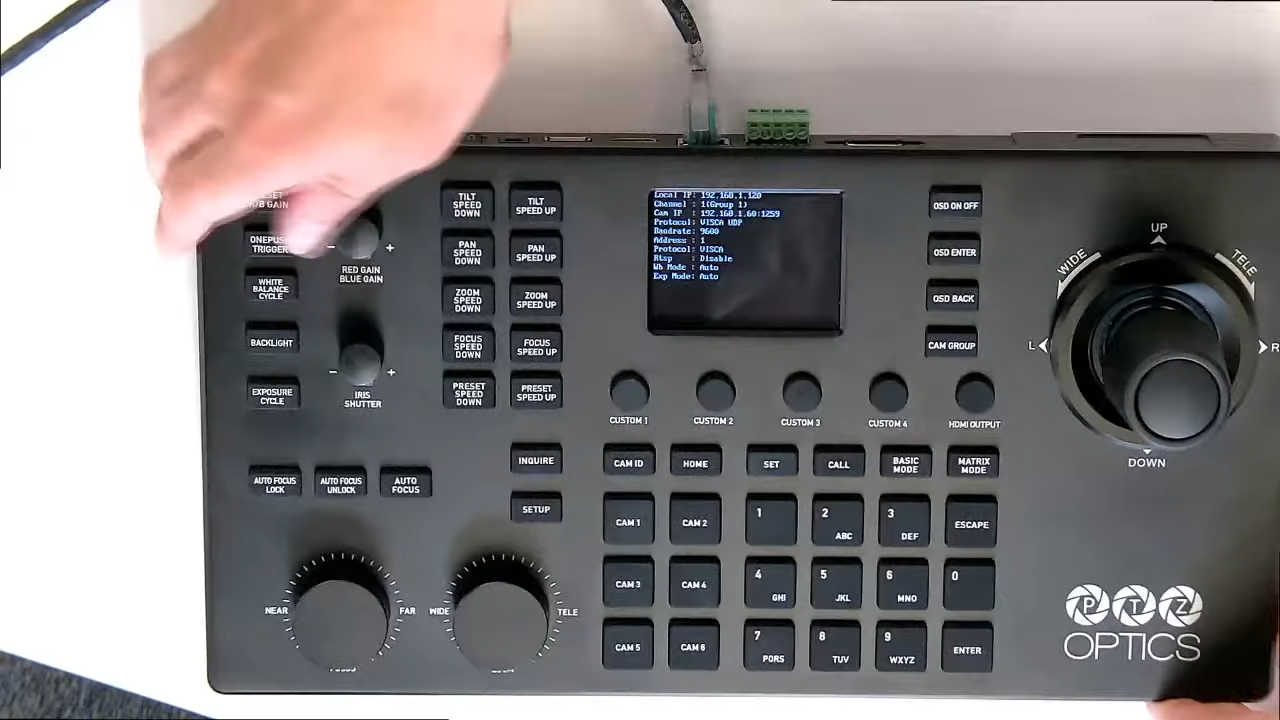 R/B GAIN
ONEPUSH
TRIGGER
WHITE
BALANCE
CYCLE
BACKLIGHT
EXPOSURE
CYCLE
- +
RED GAIN
BLUE GAIN
- +
IRIS
SHUTTER
AUTO FOCUS
LOCK
AUTO FOCUS
UNLOCK
AUTO
FOCUS
NEAR
FAR
WIDE
TELE
TILT
SPEED
DOWN
TILT
SPEED UP
PAN
SPEED
DOWN
PAN
SPEED UP
ZOOM
SPEED
DOWN
ZOOM
SPEED UP
FOCUS
SPEED
DOWN
FOCUS
SPEED UP
PRESET
SPEED
DOWN
PRESET
SPEED UP
INQUIRE
SETUP
Local IP: 192.168.1.120
Channel : 1(Group 1)
Cam IP : 192.168.1.60:1259
Protocol: VISCA UDP
Baudrate: 9600
Address : 1
Protocol: VISCA
Rtsp : Disable
Wb Mode : Auto
Exp Mode: Auto
OSD ON OFF
OSD ENTER
OSD BACK
CAM GROUP
CUSTOM 1
CUSTOM 2
CUSTOM 3
CUSTOM 4
HDMI OUTPUT
CAM ID
HOME
SET
CALL
BASIC
MODE
MATRIX
MODE
CAM 1
CAM 2
1
2
ABC
3
DEF
ESCAPE
CAM 3
CAM 4
4
GHI
5
JKL
6
MNO
0
CAM 5
CAM 6
7
PQRS
8
TUV
9
WXYZ
ENTER
UP
WIDE
TELE
L
R
DOWN
PTZ
OPTICS